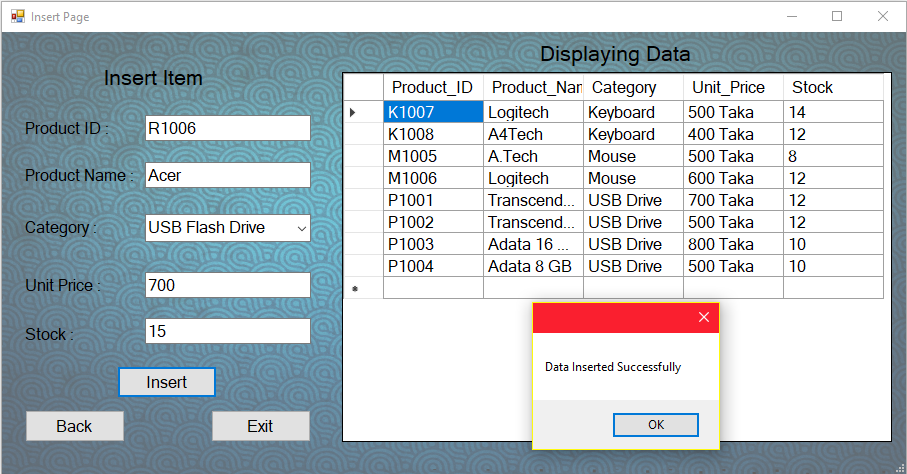 Insert Page
Insert Item
Product ID : R1006
Product Name : Acer
Category : USB Flash Drive
Unit Price : 700
Stock : 15
Insert
Back Exit
Displaying Data
Product_ID Product_Nam Category Unit_Price Stock
K1007 Logitech Keyboard 500 Taka 14
K1008 A4Tech Keyboard 400 Taka 12
M1005 A.Tech Mouse 500 Taka 8
M1006 Logitech Mouse 600 Taka 12
P1001 Transcend... USB Drive 700 Taka 12
P1002 Transcend... USB Drive 500 Taka 12
P1003 Adata 16 ... USB Drive 800 Taka 10
P1004 Adata 8 GB USB Drive 500 Taka 10
Data Inserted Successfully
OK